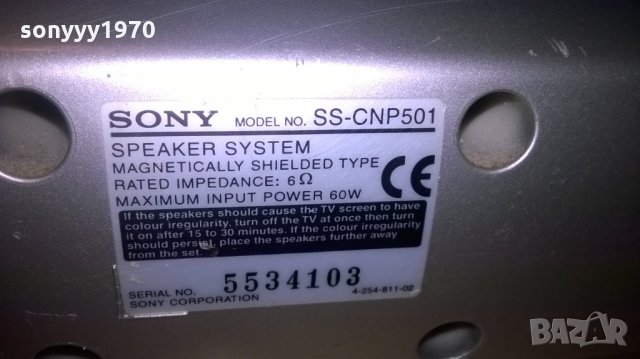 sonyyy1970
SONY MODEL NO. SS-CNP501
SPEAKER SYSTEM
MAGNETICALLY SHIELDED TYPE
RATED IMPEDANCE: 6Ω
MAXIMUM INPUT POWER 60W
CE
If the speakers should cause the TV screen to have
colour irregularity, turn off the TV at once then turn
it on after 15 to 30 minutes. If the colour irregularity
should persist, place the speakers further away
from the set.
SERIAL NO. 5534103
SONY CORPORATION 4-254-811-02
BAZAR